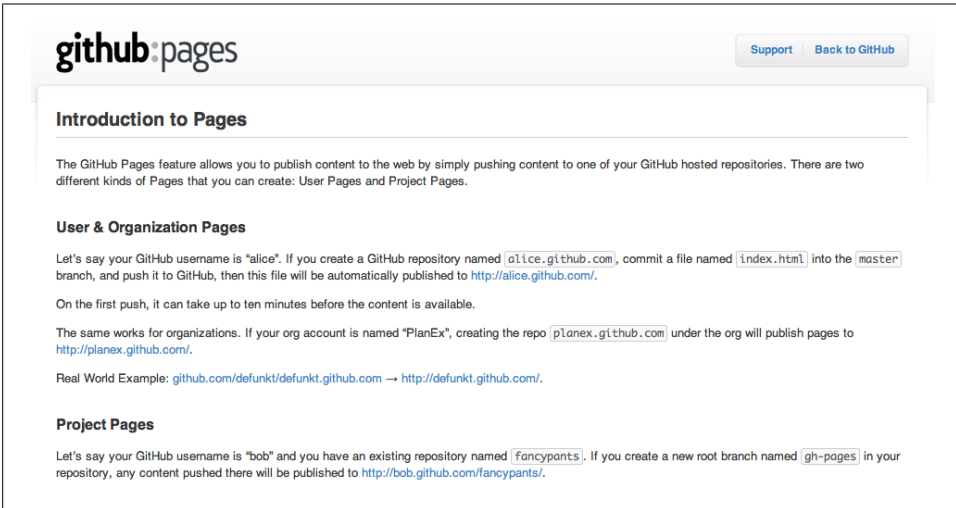 github:pages
Support Back to GitHub
Introduction to Pages
The GitHub Pages feature allows you to publish content to the web by simply pushing content to one of your GitHub hosted repositories. There are two
different kinds of Pages that you can create: User Pages and Project Pages.
User & Organization Pages
Let's say your GitHub username is “alice”. If you create a GitHub repository named alice.github.com, commit a file named index.html into the master
branch, and push it to GitHub, then this file will be automatically published to http://alice.github.com/.
On the first push, it can take up to ten minutes before the content is available.
The same works for organizations. If your org account is named “PlanEx”, creating the repo planex.github.com under the org will publish pages to
http://planex.github.com/.
Real World Example: github.com/defunkt/defunkt.github.com → http://defunkt.github.com/.
Project Pages
Let's say your GitHub username is “bob” and you have an existing repository named fancypants. If you create a new root branch named gh-pages in your
repository, any content pushed there will be published to http://bob.github.com/fancypants/.